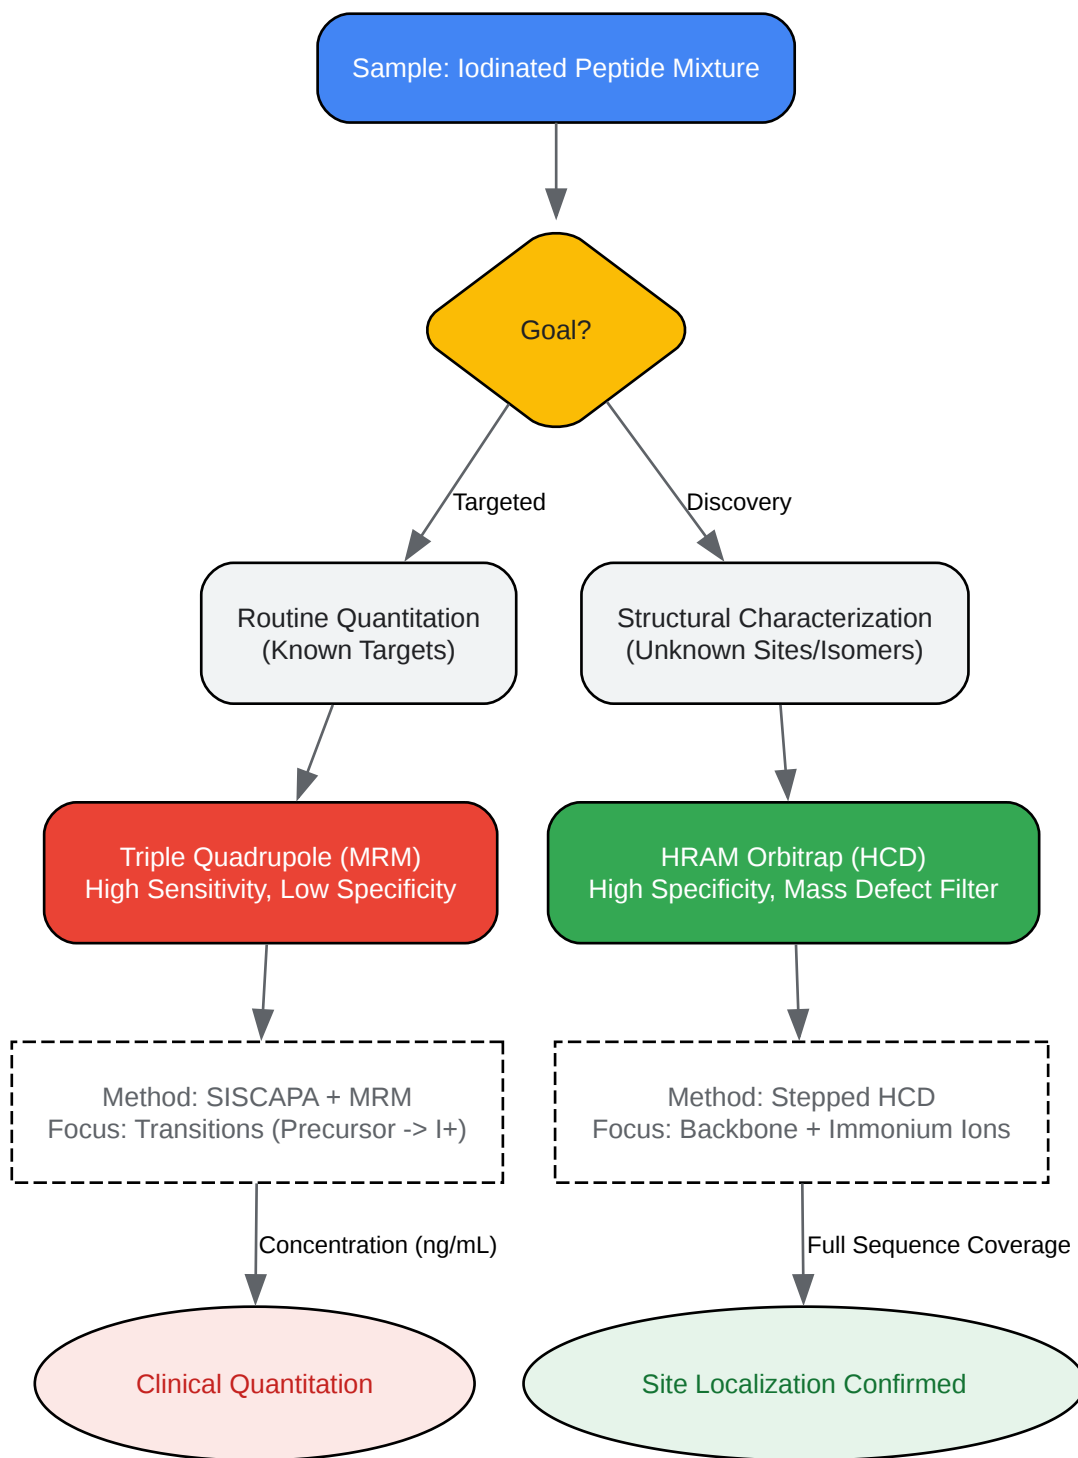 Sample: Iodinated Peptide Mixture
Goal?
Targeted
Discovery
Routine Quantitation
(Known Targets)
Structural Characterization
(Unknown Sites/Isomers)
Triple Quadrupole (MRM)
High Sensitivity, Low Specificity
HRAM Orbitrap (HCD)
High Specificity, Mass Defect Filter
Method: SISCAPA + MRM
Focus: Transitions (Precursor -> I+)
Method: Stepped HCD
Focus: Backbone + Immonium Ions
Concentration (ng/mL)
Full Sequence Coverage
Clinical Quantitation
Site Localization Confirmed